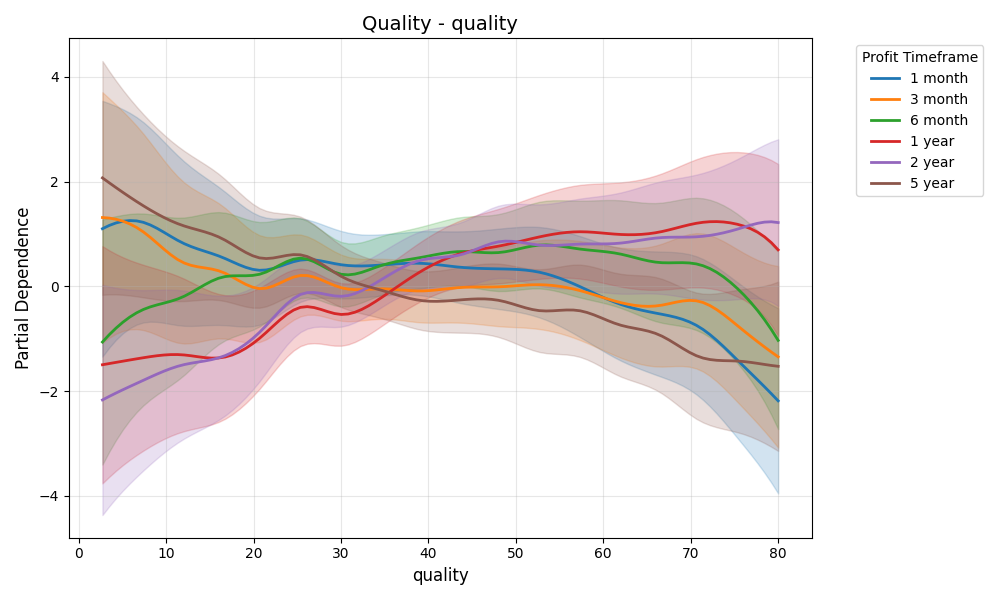 Quality - quality
Profit Timeframe
1 month
3 month
6 month
1 year
2 year
5 year
Partial Dependence
4
2
0
−2
−4
0 10 20 30 40 50 60 70 80
quality